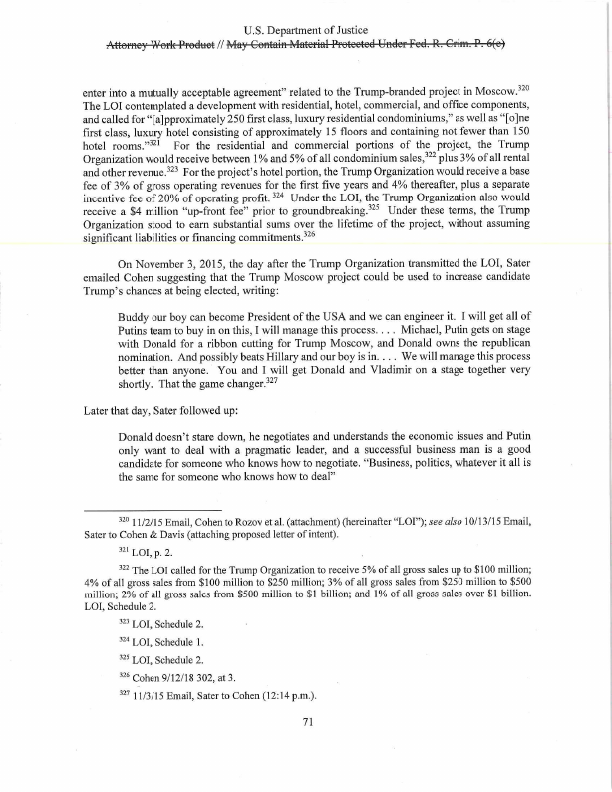 U.S. Department of Justice
Attorney Work Product // May Contain Material Protected Under Fed. R. Crim. P. 6(e)
enter into a mutually acceptable agreement” related to the Trump-branded project in Moscow.320
The LOI contemplated a development with residential, hotel, commercial, and office components,
and called for “[a]pproximately 250 first class, luxury residential condominiums,” as well as “[o]ne
first class, luxury hotel consisting of approximately 15 floors and containing not fewer than 150
hotel rooms.”321 For the residential and commercial portions of the project, the Trump
Organization would receive between 1% and 5% of all condominium sales,322 plus 3% of all rental
and other revenue.323 For the project’s hotel portion, the Trump Organization would receive a base
fee of 3% of gross operating revenues for the first five years and 4% thereafter, plus a separate
incentive fee of 20% of operating profit. 324 Under the LOI, the Trump Organization also would
receive a $4 million “up-front fee” prior to groundbreaking.325 Under these terms, the Trump
Organization stood to earn substantial sums over the lifetime of the project, without assuming
significant liabilities or financing commitments.326
On November 3, 2015, the day after the Trump Organization transmitted the LOI, Sater
emailed Cohen suggesting that the Trump Moscow project could be used to increase candidate
Trump’s chances at being elected, writing:
Buddy our boy can become President of the USA and we can engineer it. I will get all of
Putins team to buy in on this, I will manage this process. . . . Michael, Putin gets on stage
with Donald for a ribbon cutting for Trump Moscow, and Donald owns the republican
nomination. And possibly beats Hillary and our boy is in. . . . We will manage this process
better than anyone. You and I will get Donald and Vladimir on a stage together very
shortly. That the game changer.327
Later that day, Sater followed up:
Donald doesn’t stare down, he negotiates and understands the economic issues and Putin
only want to deal with a pragmatic leader, and a successful business man is a good
candidate for someone who knows how to negotiate. “Business, politics, whatever it all is
the same for someone who knows how to deal”
320 11/2/15 Email, Cohen to Rozov et al. (attachment) (hereinafter “LOI”); see also 10/13/15 Email,
Sater to Cohen & Davis (attaching proposed letter of intent).
321 LOI, p. 2.
322 The LOI called for the Trump Organization to receive 5% of all gross sales up to $100 million;
4% of all gross sales from $100 million to $250 million; 3% of all gross sales from $250 million to $500
million; 2% of all gross sales from $500 million to $1 billion; and 1% of all gross sales over $1 billion.
LOI, Schedule 2.
323 LOI, Schedule 2.
324 LOI, Schedule 1.
325 LOI, Schedule 2.
326 Cohen 9/12/18 302, at 3.
327 11/3/15 Email, Sater to Cohen (12:14 p.m.).
71